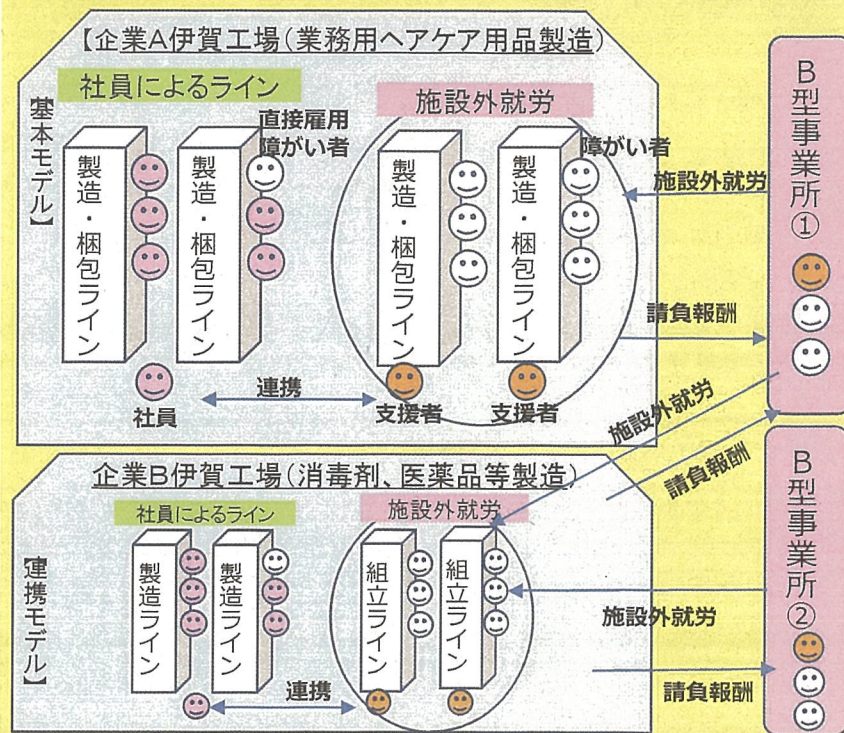 【企業A伊賀工場(業務用ヘアケア用品製造)
基本モデル】
社員によるライン
施設外就労
直接雇用
障がい者
障がい者
製造・梱包ライン
製造・梱包ライン
製造・梱包ライン
製造・梱包ライン
社員
連携
支援者
支援者
施設外就労
請負報酬
B型事業所①
施設外就労
請負報酬
企業B伊賀工場(消毒剤、医薬品等製造)
【連携モデル】
社員によるライン
施設外就労
製造ライン
製造ライン
組立ライン
組立ライン
連携
施設外就労
請負報酬
B型事業所②